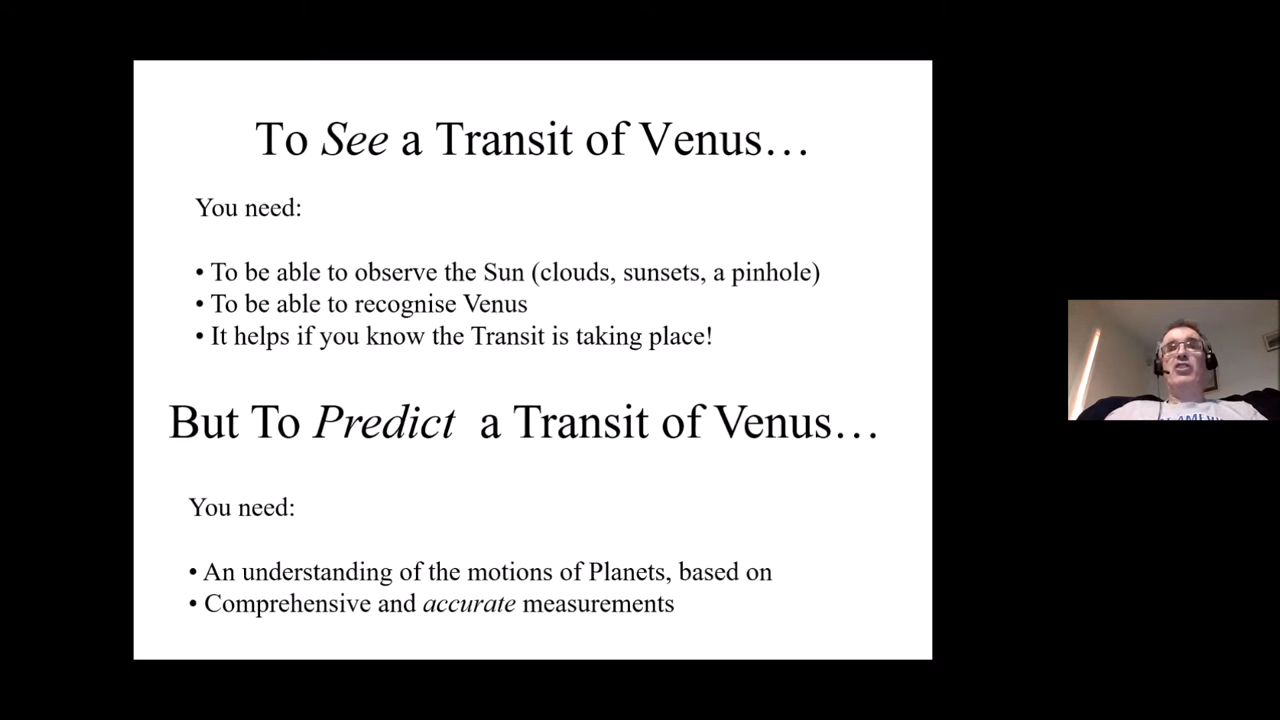 To See a Transit of Venus…
You need:
• To be able to observe the Sun (clouds, sunsets, a pinhole)
• To be able to recognise Venus
• It helps if you know the Transit is taking place!
But To Predict a Transit of Venus…
You need:
• An understanding of the motions of Planets, based on
• Comprehensive and accurate measurements